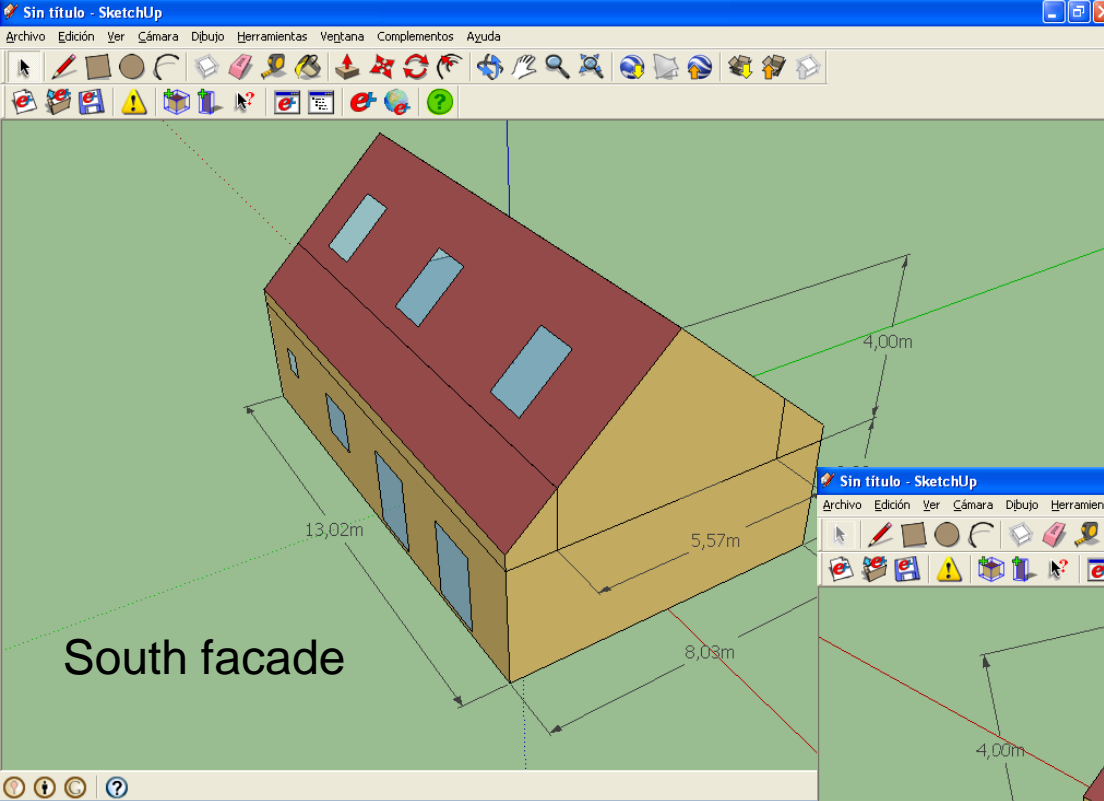 Sin título - SketchUp
Archivo Edición Ver Cámara Dibujo Herramientas Ventana Complementos Ayuda
4,00m
Sin título - SketchUp
Archivo Edición Ver Cámara Dibujo Herramien
13,02m
5,57m
South facade
8,03m
4,00m